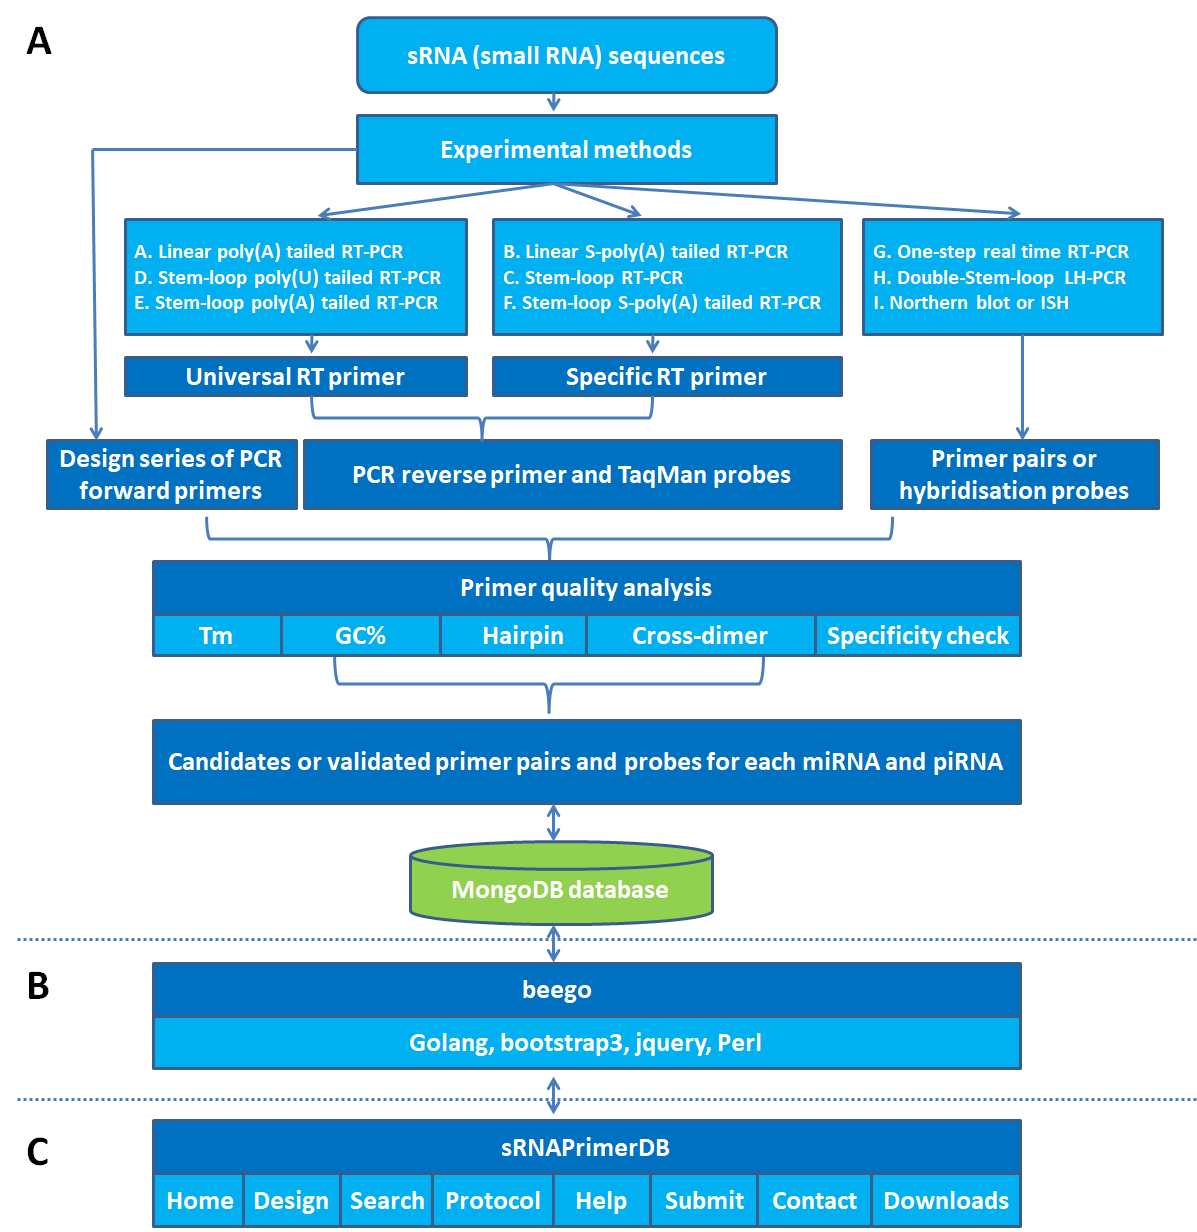 A
sRNA (small RNA) sequences
Experimental methods
A. Linear poly(A) tailed RT-PCR
D. Stem-loop poly(U) tailed RT-PCR
E. Stem-loop poly(A) tailed RT-PCR
B. Linear S-poly(A) tailed RT-PCR
C. Stem-loop RT-PCR
F. Stem-loop S-poly(A) tailed RT-PCR
G. One-step real time RT-PCR
H. Double-Stem-loop LH-PCR
I. Northern blot or ISH
Universal RT primer
Specific RT primer
Design series of PCR
forward primers
PCR reverse primer and TaqMan probes
Primer pairs or
hybridisation probes
Primer quality analysis
Tm
GC%
Hairpin
Cross-dimer
Specificity check
Candidates or validated primer pairs and probes for each miRNA and piRNA
MongoDB database
B
beego
Golang, bootstrap3, jquery, Perl
C
sRNAPrimerDB
Home
Design
Search
Protocol
Help
Submit
Contact
Downloads